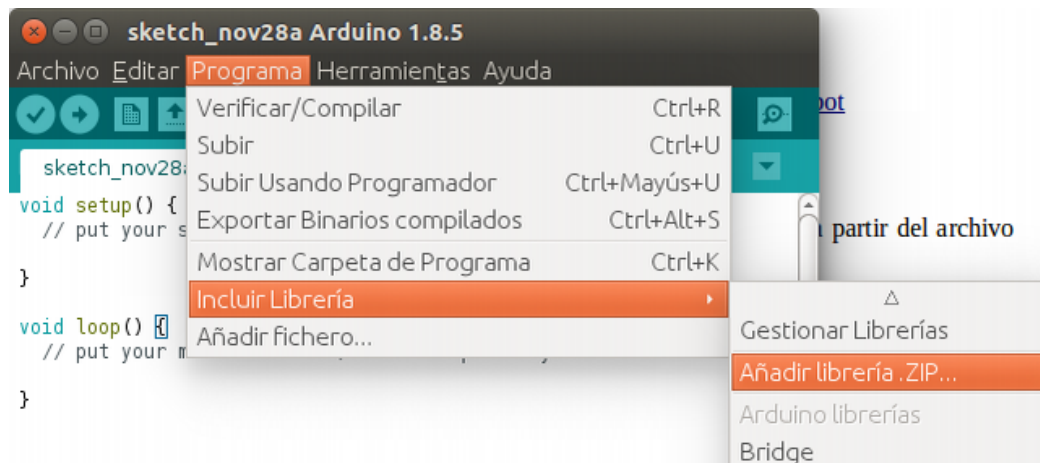 sketch_nov28a Arduino 1.8.5
Archivo Editar Programa Herramientas Ayuda
Verificar/Compilar Ctrl+R
Subir Ctrl+U
Subir Usando Programador Ctrl+Mayús+U
Exportar Binarios compilados Ctrl+Alt+S
Mostrar Carpeta de Programa Ctrl+K
Incluir Librería
Añadir fichero...
Gestionar Librerías
Añadir librería .ZIP...
Arduino librerías
Bridge
sketch_nov28a
void setup() {
// put your s
}
void loop() {
// put your m
}
partir del archivo